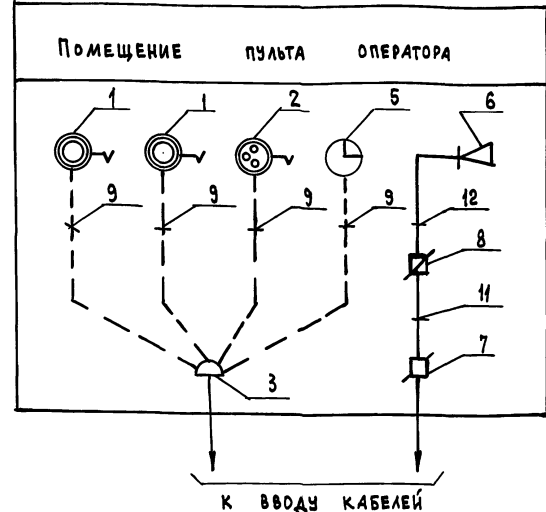 Помещение пульта оператора
1 1 2 5 6
9 9 9 9 12
8
11
7
3
к вводу кабелей